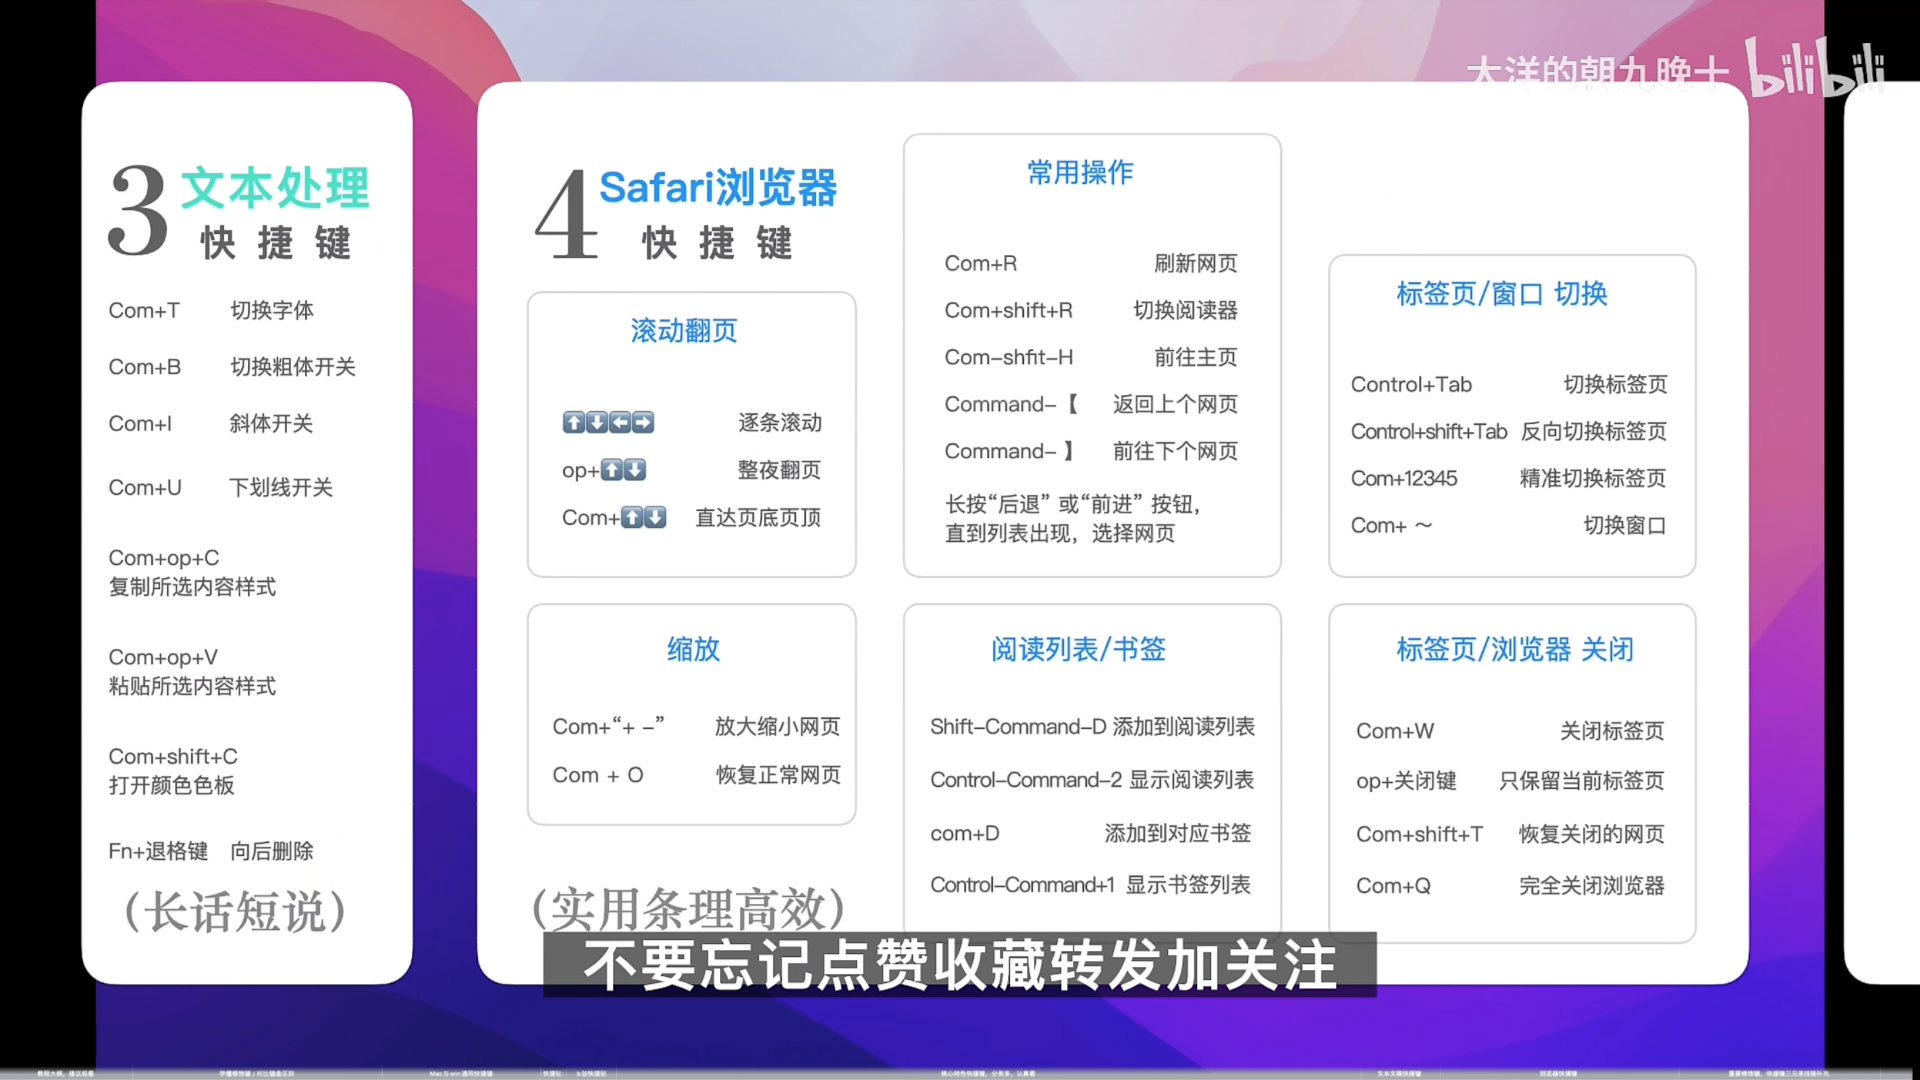 大洋的朝九晚十 bilibili
3 文本处理
快捷键
Com+T 切换字体
Com+B 切换粗体开关
Com+I 斜体开关
Com+U 下划线开关
Com+op+C
复制所选内容样式
Com+op+V
粘贴所选内容样式
Com+shift+C
打开颜色色板
Fn+退格键 向后删除
(长话短说)
4 Safari浏览器
快捷键
滚动翻页
⬆⬇⬅➡ 逐条滚动
op+⬆⬇ 整夜翻页
Com+⬆⬇ 直达页底页顶
缩放
Com+“+ –” 放大缩小网页
Com + O 恢复正常网页
(实用条理高效)
常用操作
Com+R 刷新网页
Com+shift+R 切换阅读器
Com–shfit–H 前往主页
Command–【 返回上个网页
Command–】 前往下个网页
长按“后退” 或“前进” 按钮,
直到列表出现，选择网页
阅读列表/书签
Shift–Command–D 添加到阅读列表
Control–Command–2 显示阅读列表
com+D 添加到对应书签
Control–Command+1 显示书签列表
标签页/窗口 切换
Control+Tab 切换标签页
Control+shift+Tab 反向切换标签页
Com+12345 精准切换标签页
Com+ ～ 切换窗口
标签页/浏览器 关闭
Com+W 关闭标签页
op+关闭键 只保留当前标签页
Com+shift+T 恢复关闭的网页
Com+Q 完全关闭浏览器
不要忘记点赞收藏转发加关注